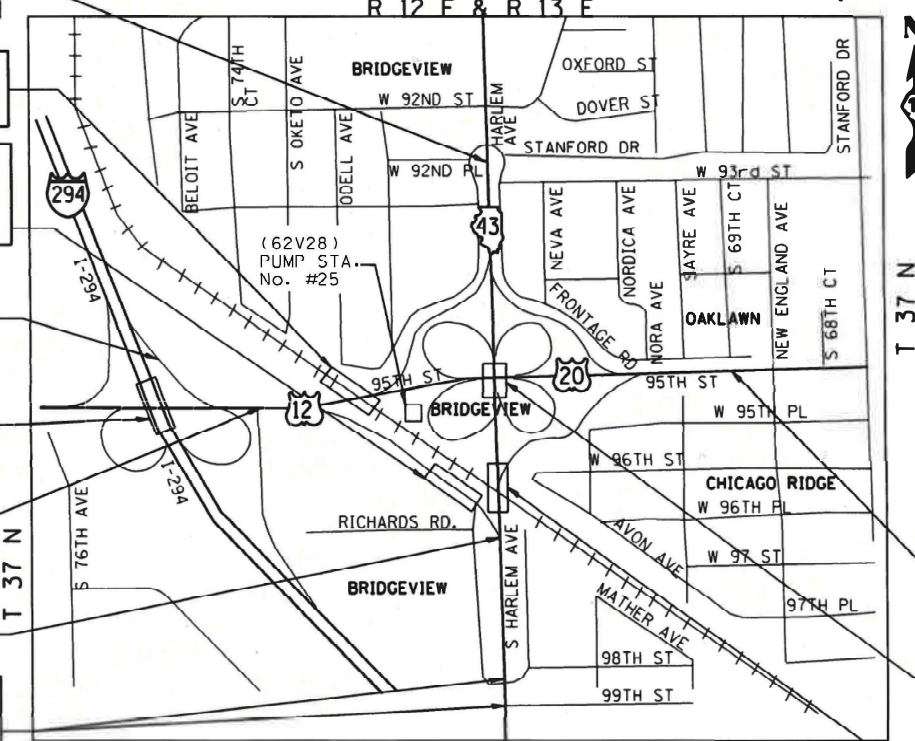 R 12 E & R 13 E
N
BRIDGEVIEW
OXFORD ST
S 74TH
CT
S OKETO AVE
W 92ND ST
DOVER ST
STANFORD DR
HARLEM
AVE
STANFORD DR
BELOIT AVE
ODELL AVE
W 92ND PL
W 93rd ST
294
43
I-294
(62V28)
PUMP STA.
No. #25
NEVA AVE
NORDICA AVE
SAYRE AVE
S 69TH CT
NEW ENGLAND AVE
S 68TH CT
FRONTAGE RD
NORA AVE
OAKLAWN
T 37 N
95TH ST
20
95TH ST
12
BRIDGEVIEW
W 95TH PL
W 96TH ST
CHICAGO RIDGE
I-294
W 96TH PL
S 76TH AVE
RICHARDS RD.
AVON AVE
W 97 ST
T 37 N
BRIDGEVIEW
S HARLEM AVE
MATHER AVE
97TH PL
98TH ST
99TH ST